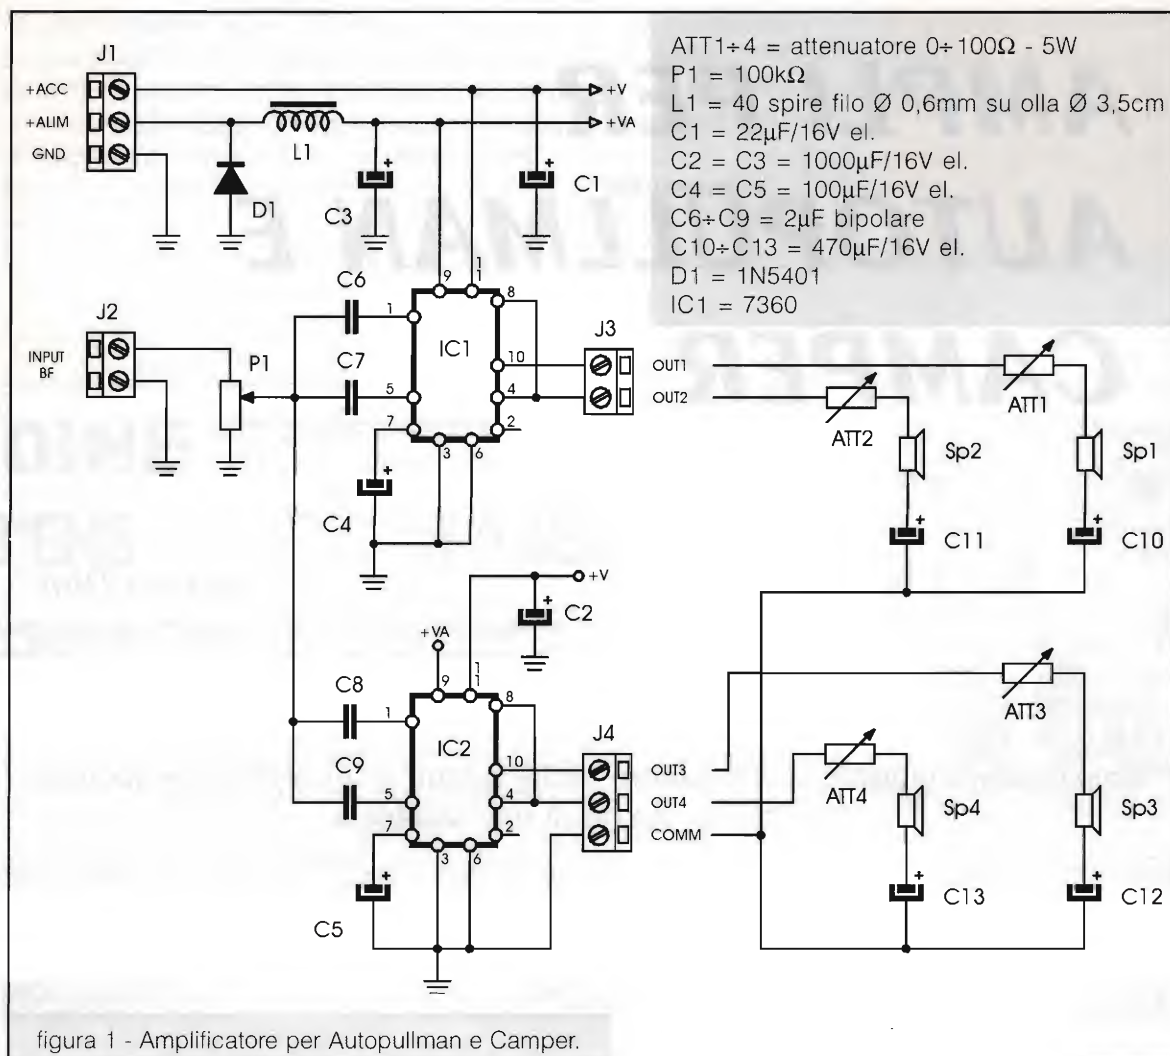 ATT1÷4 = attenuatore 0÷100Ω - 5W
P1 = 100kΩ
L1 = 40 spire filo Ø 0,6mm su olla Ø 3,5cm
C1 = 22µF/16V el.
C2 = C3 = 1000µF/16V el.
C4 = C5 = 100µF/16V el.
C6÷C9 = 2µF bipolare
C10÷C13 = 470µF/16V el.
D1 = 1N5401
IC1 = 7360
J1
+ACC
+ALIM
GND
+V
+VA
L1
D1
C3
+
C1
+
J2
INPUT
BF
P1
C6
C7
C4
+
IC1
9
1
1
8
1
10
5
4
7
2
3
6
J3
OUT1
OUT2
ATT1
ATT2
Sp2
Sp1
+
C11
+
C10
+V
+
C2
+VA
C8
C9
C5
+
IC2
9
1
1
8
1
10
5
4
7
2
3
6
J4
OUT3
OUT4
COMM
ATT3
ATT4
Sp4
Sp3
+
C13
+
C12
figura 1 - Amplificatore per Autopullman e Camper.